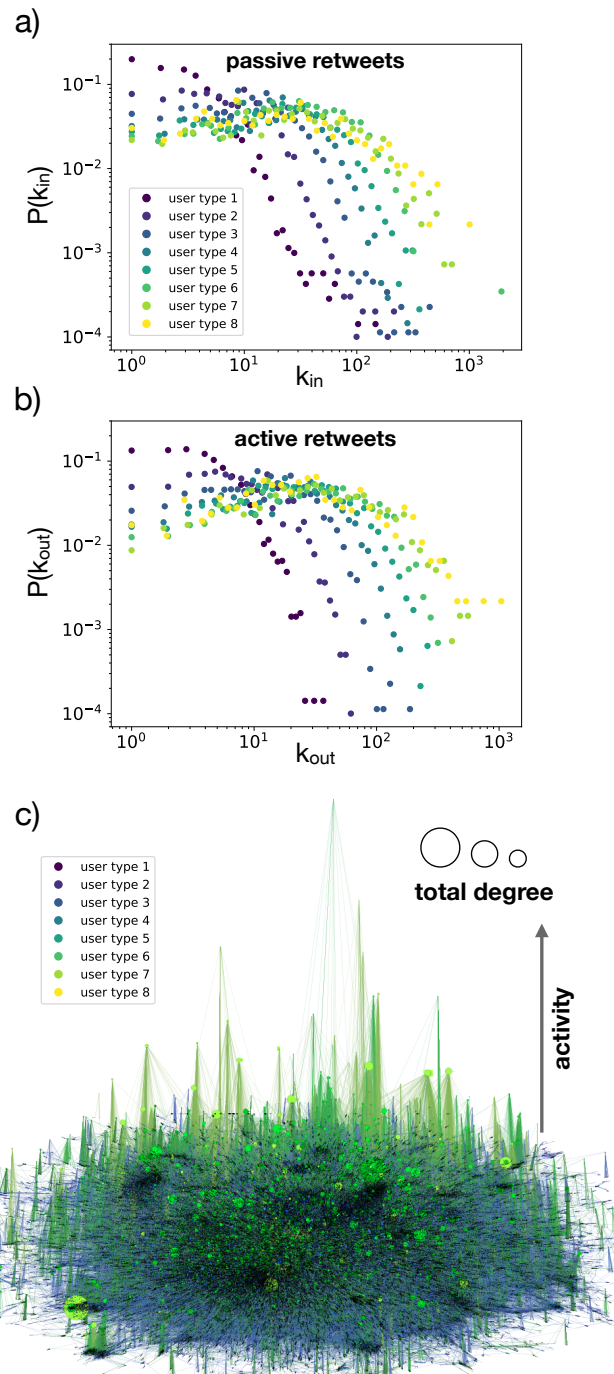 a)
passive retweets
P(k_in)
10^-1
10^-2
10^-3
10^-4
user type 1
user type 2
user type 3
user type 4
user type 5
user type 6
user type 7
user type 8
10^0
10^1
10^2
10^3
k_in
b)
active retweets
P(k_out)
10^-1
10^-2
10^-3
10^-4
10^0
10^1
10^2
10^3
k_out
c)
user type 1
user type 2
user type 3
user type 4
user type 5
user type 6
user type 7
user type 8
total degree
activity